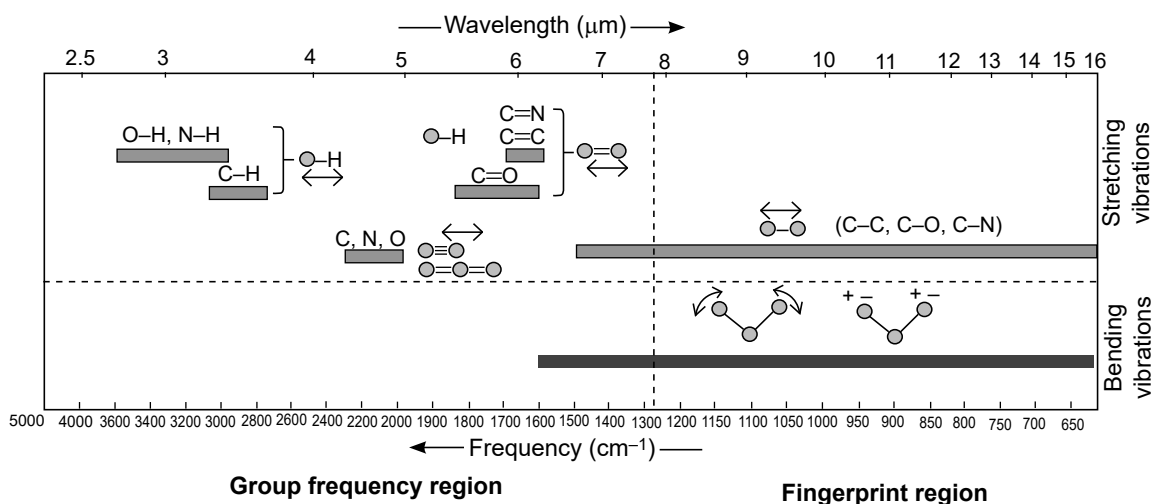 Wavelength (μm)
2.5 3 4 5 6 7 8 9 10 11 12 13 14 15 16
C=N
O–H, N–H –H C=C
C–H –H
C=O
(C–C, C–O, C–N)
C, N, O
Stretching
vibrations
+ – + –
Bending
vibrations
5000 4000 3600 3200 3000 2800 2600 2400 2200 2000 1900 1800 1700 1600 1500 1400 1300 1200 1150 1100 1050 1000 950 900 850 800 750 700 650
Frequency (cm⁻¹)
Group frequency region Fingerprint region